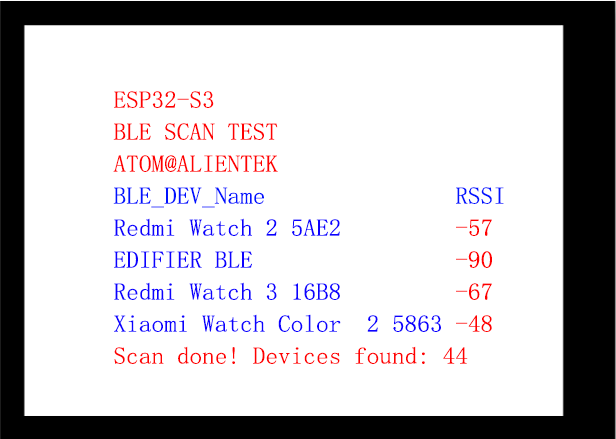 ESP32-S3
BLE SCAN TEST
ATOM@ALIENTEK
BLE_DEV_Name RSSI
Redmi Watch 2 5AE2 -57
EDIFIER BLE -90
Redmi Watch 3 16B8 -67
Xiaomi Watch Color  2 5863 -48
Scan done! Devices found: 44